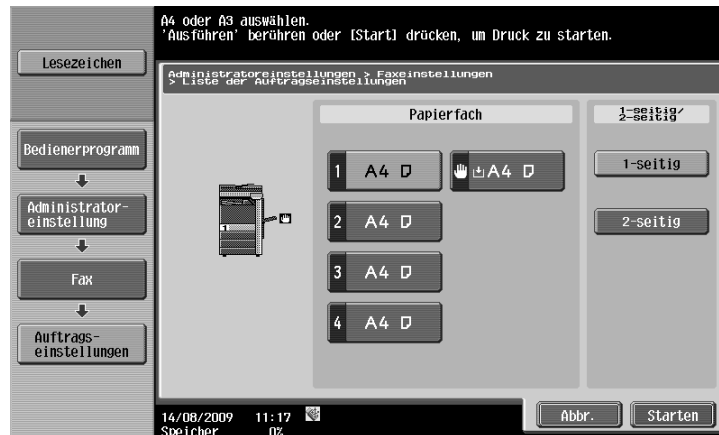 A4 oder A3 auswählen.
'Ausführen' berühren oder [Start] drücken, um Druck zu starten.
Lesezeichen
Administratoreinstellungen > Faxeinstellungen
> Liste der Auftragseinstellungen
Papierfach
1-seitig/
2-seitig
Bedienerprogramm
Administrator-
einstellung
Fax
Auftrags-
einstellungen
1
1 A4
A4
2 A4
3 A4
4 A4
1-seitig
2-seitig
14/08/2009 11:17
Speicher 0%
Abbr.
Starten